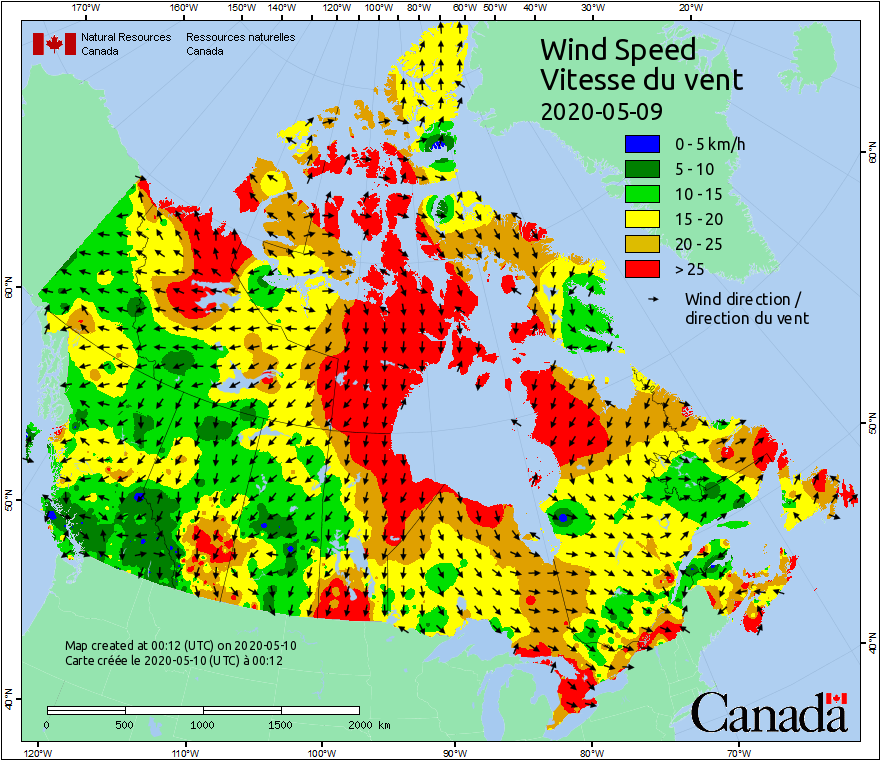 170°W 160°W 150°W 140°W 130°W 120°W 110°W 100°W 90°W 80°W 70°W 60°W 50°W 40°W 30°W 20°W
Natural Resources Ressources naturelles
Canada Canada
Wind Speed
Vitesse du vent
2020-05-09
0 - 5 km/h
5 - 10
10 - 15
15 - 20
20 - 25
> 25
Wind direction /
direction du vent
60°N
60°N
50°N
50°N
40°N
40°N
Map created at 00:12 (UTC) on 2020-05-10
Carte créée le 2020-05-10 (UTC) à 00:12
0 500 1000 1500 2000 km
Canada
120°W 110°W 100°W 90°W 80°W 70°W